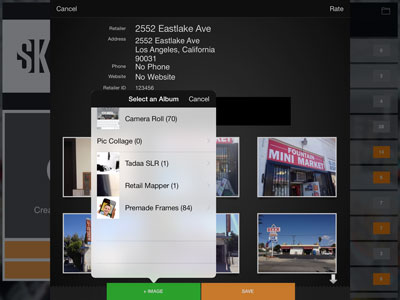 Cancel
Rate
Retailer 2552 Eastlake Ave
Address 2552 Eastlake Ave
Los Angeles, California
90031
Phone No Phone
Website No Website
Retailer ID 123456
SK
Select an Album Cancel
Camera Roll (70)
Pic Collage (0)
Tadaa SLR (1)
Retail Mapper (1)
Premade Frames (84)
FOUNTAIN
MINI MARKET
Crea
+ IMAGE
SAVE